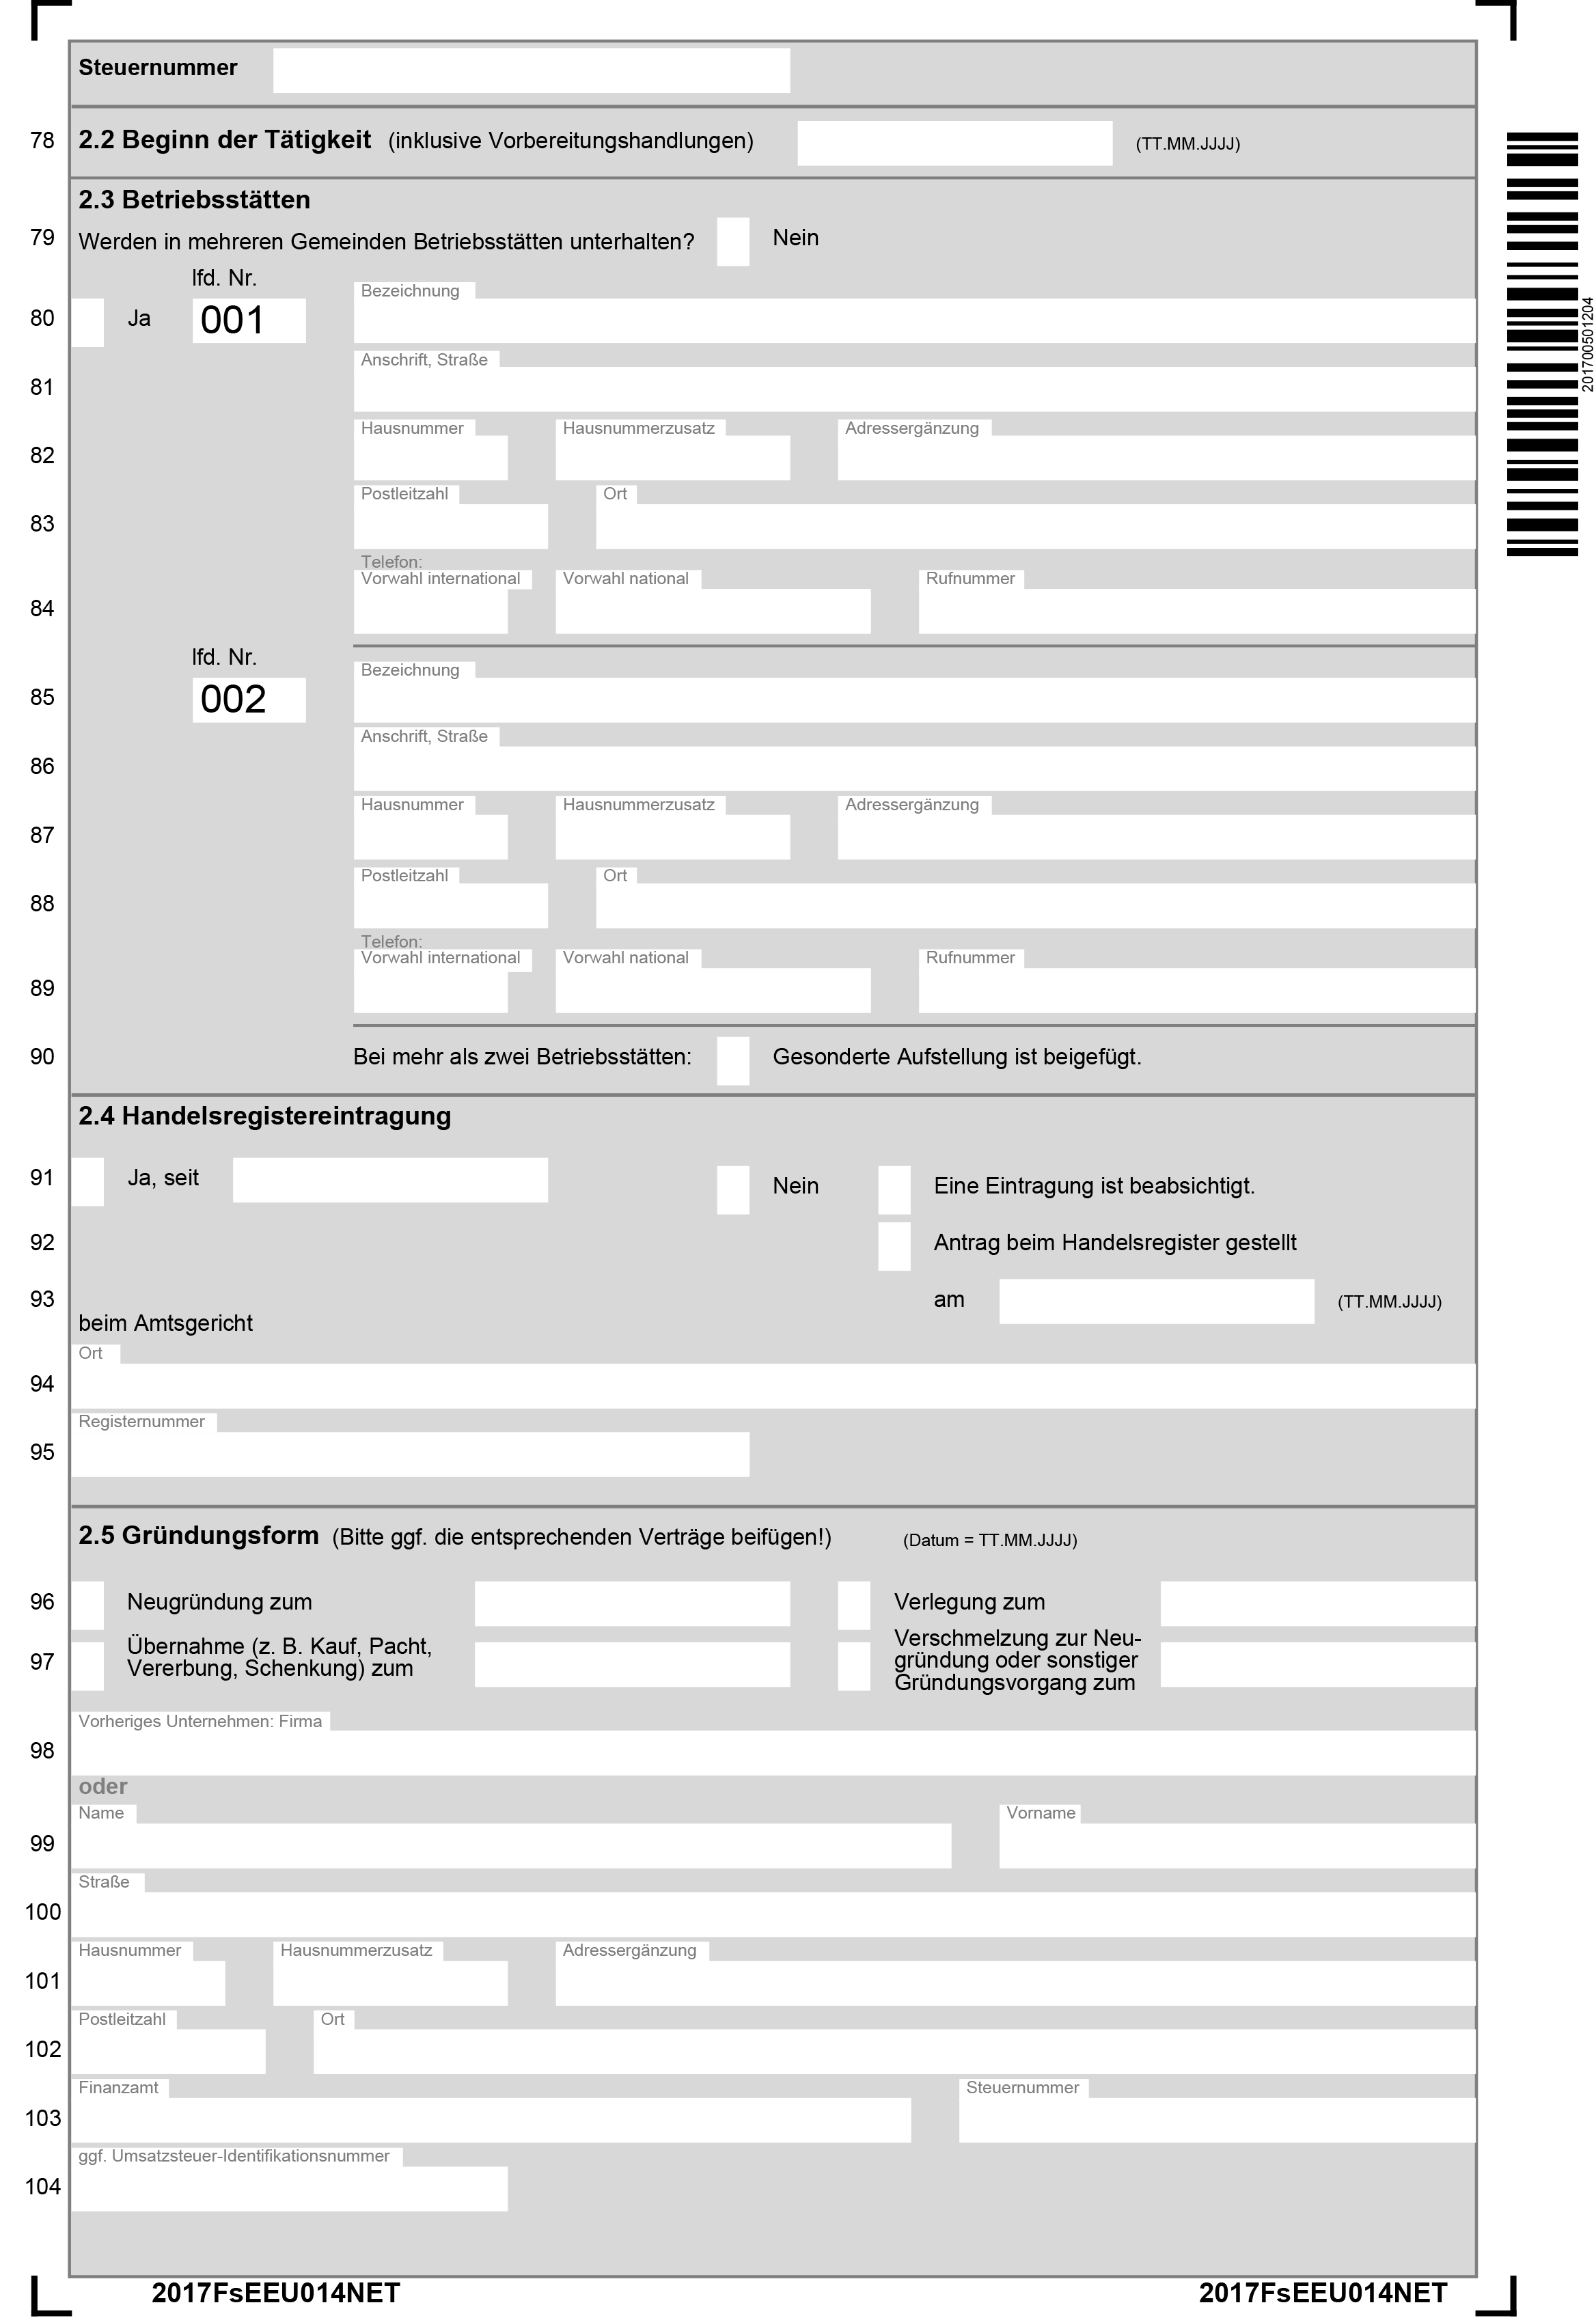 Steuernummer
78 2.2 Beginn der Tätigkeit (inklusive Vorbereitungshandlungen) (TT.MM.JJJJ)
2.3 Betriebsstätten
79 Werden in mehreren Gemeinden Betriebsstätten unterhalten? Nein
lfd. Nr.
Bezeichnung
80 Ja 001
Anschrift, Straße
81
Hausnummer Hausnummerzusatz Adressergänzung
82
Postleitzahl Ort
83
Telefon:
Vorwahl international Vorwahl national Rufnummer
84
lfd. Nr.
Bezeichnung
85 002
Anschrift, Straße
86
Hausnummer Hausnummerzusatz Adressergänzung
87
Postleitzahl Ort
88
Telefon:
Vorwahl international Vorwahl national Rufnummer
89
90 Bei mehr als zwei Betriebsstätten: Gesonderte Aufstellung ist beigefügt.
2.4 Handelsregistereintragung
91 Ja, seit Nein Eine Eintragung ist beabsichtigt.
92 Antrag beim Handelsregister gestellt
93 am (TT.MM.JJJJ)
beim Amtsgericht
Ort
94
Registernummer
95
2.5 Gründungsform (Bitte ggf. die entsprechenden Verträge beifügen!) (Datum = TT.MM.JJJJ)
96 Neugründung zum Verlegung zum
97 Übernahme (z. B. Kauf, Pacht,
Vererbung, Schenkung) zum
Verschmelzung zur Neu-
gründung oder sonstiger
Gründungsvorgang zum
Vorheriges Unternehmen: Firma
98
oder
Name Vorname
99
Straße
100
Hausnummer Hausnummerzusatz Adressergänzung
101
Postleitzahl Ort
102
Finanzamt Steuernummer
103
ggf. Umsatzsteuer-Identifikationsnummer
104
2017FsEEU014NET 2017FsEEU014NET
201700501204